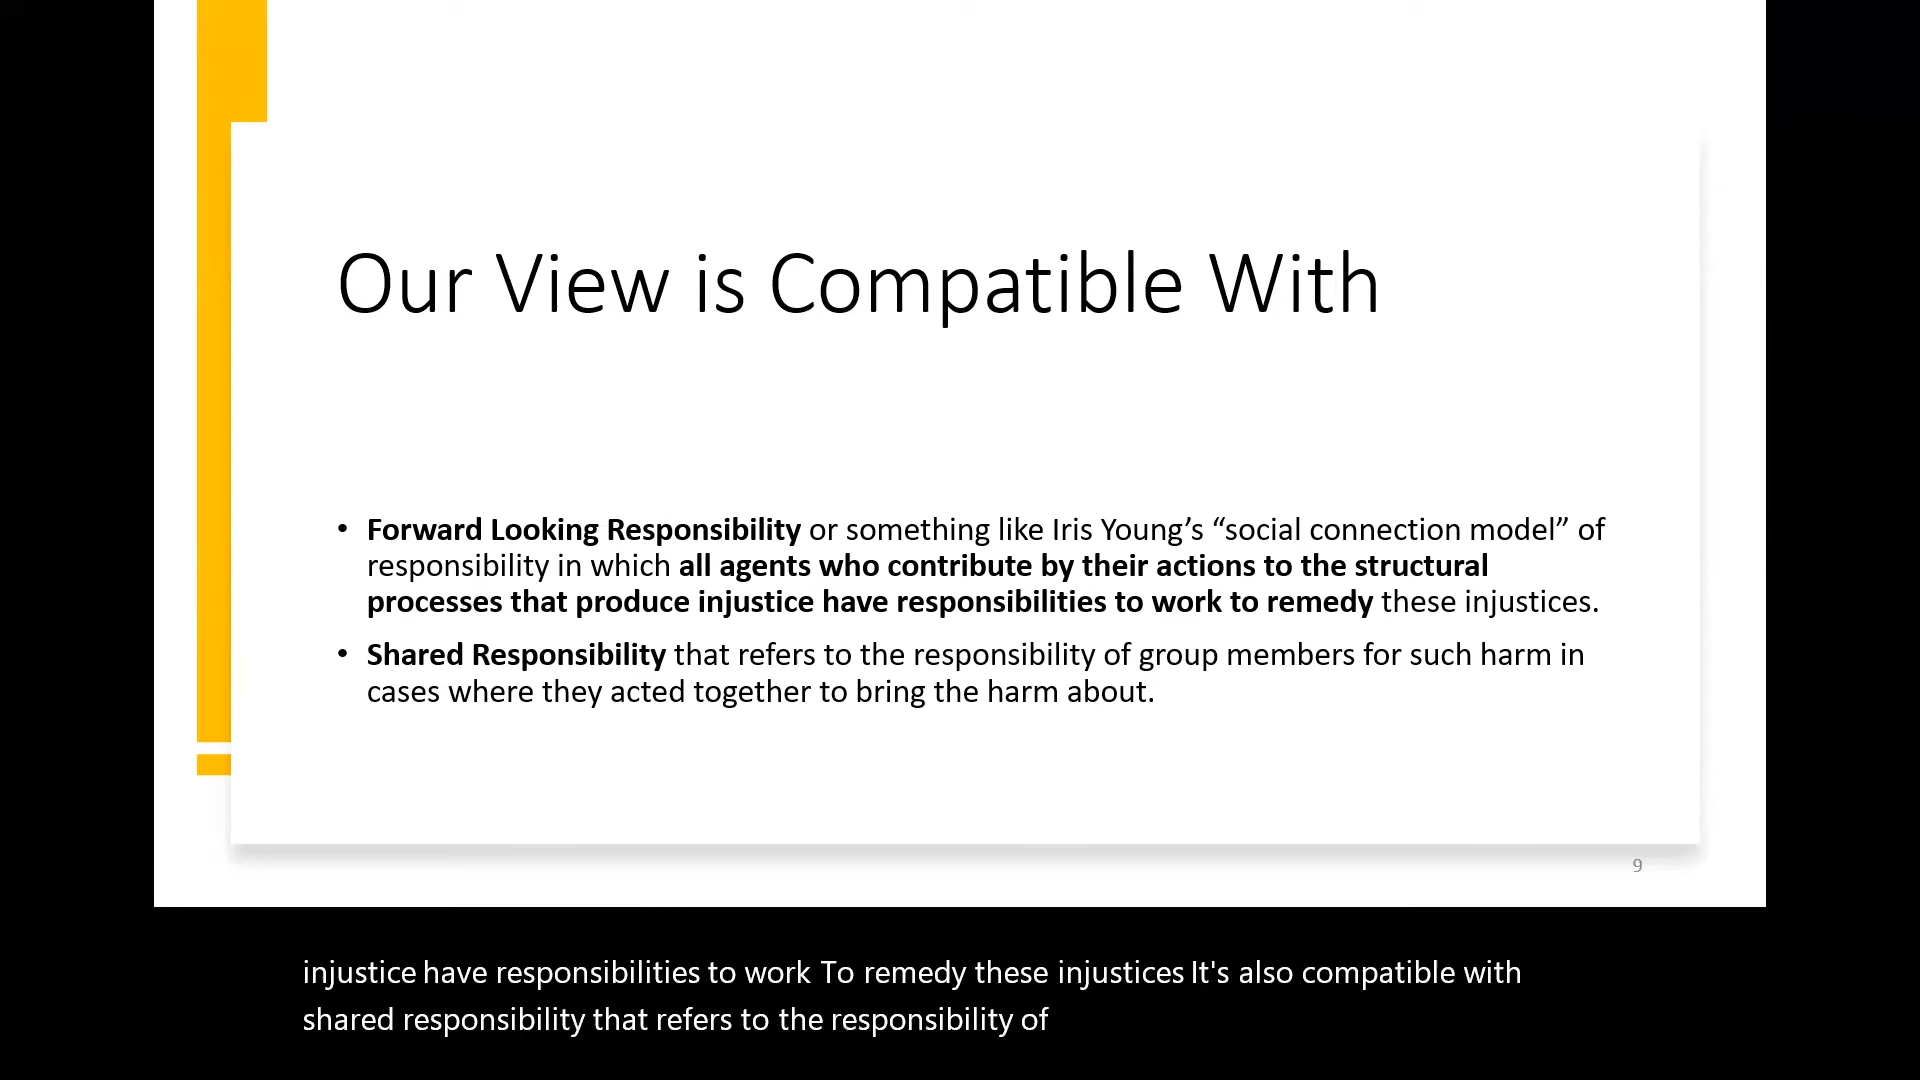 Our View is Compatible With
• Forward Looking Responsibility or something like Iris Young’s “social connection model” of
responsibility in which all agents who contribute by their actions to the structural
processes that produce injustice have responsibilities to work to remedy these injustices.
• Shared Responsibility that refers to the responsibility of group members for such harm in
cases where they acted together to bring the harm about.
9
injustice have responsibilities to work To remedy these injustices It's also compatible with
shared responsibility that refers to the responsibility of